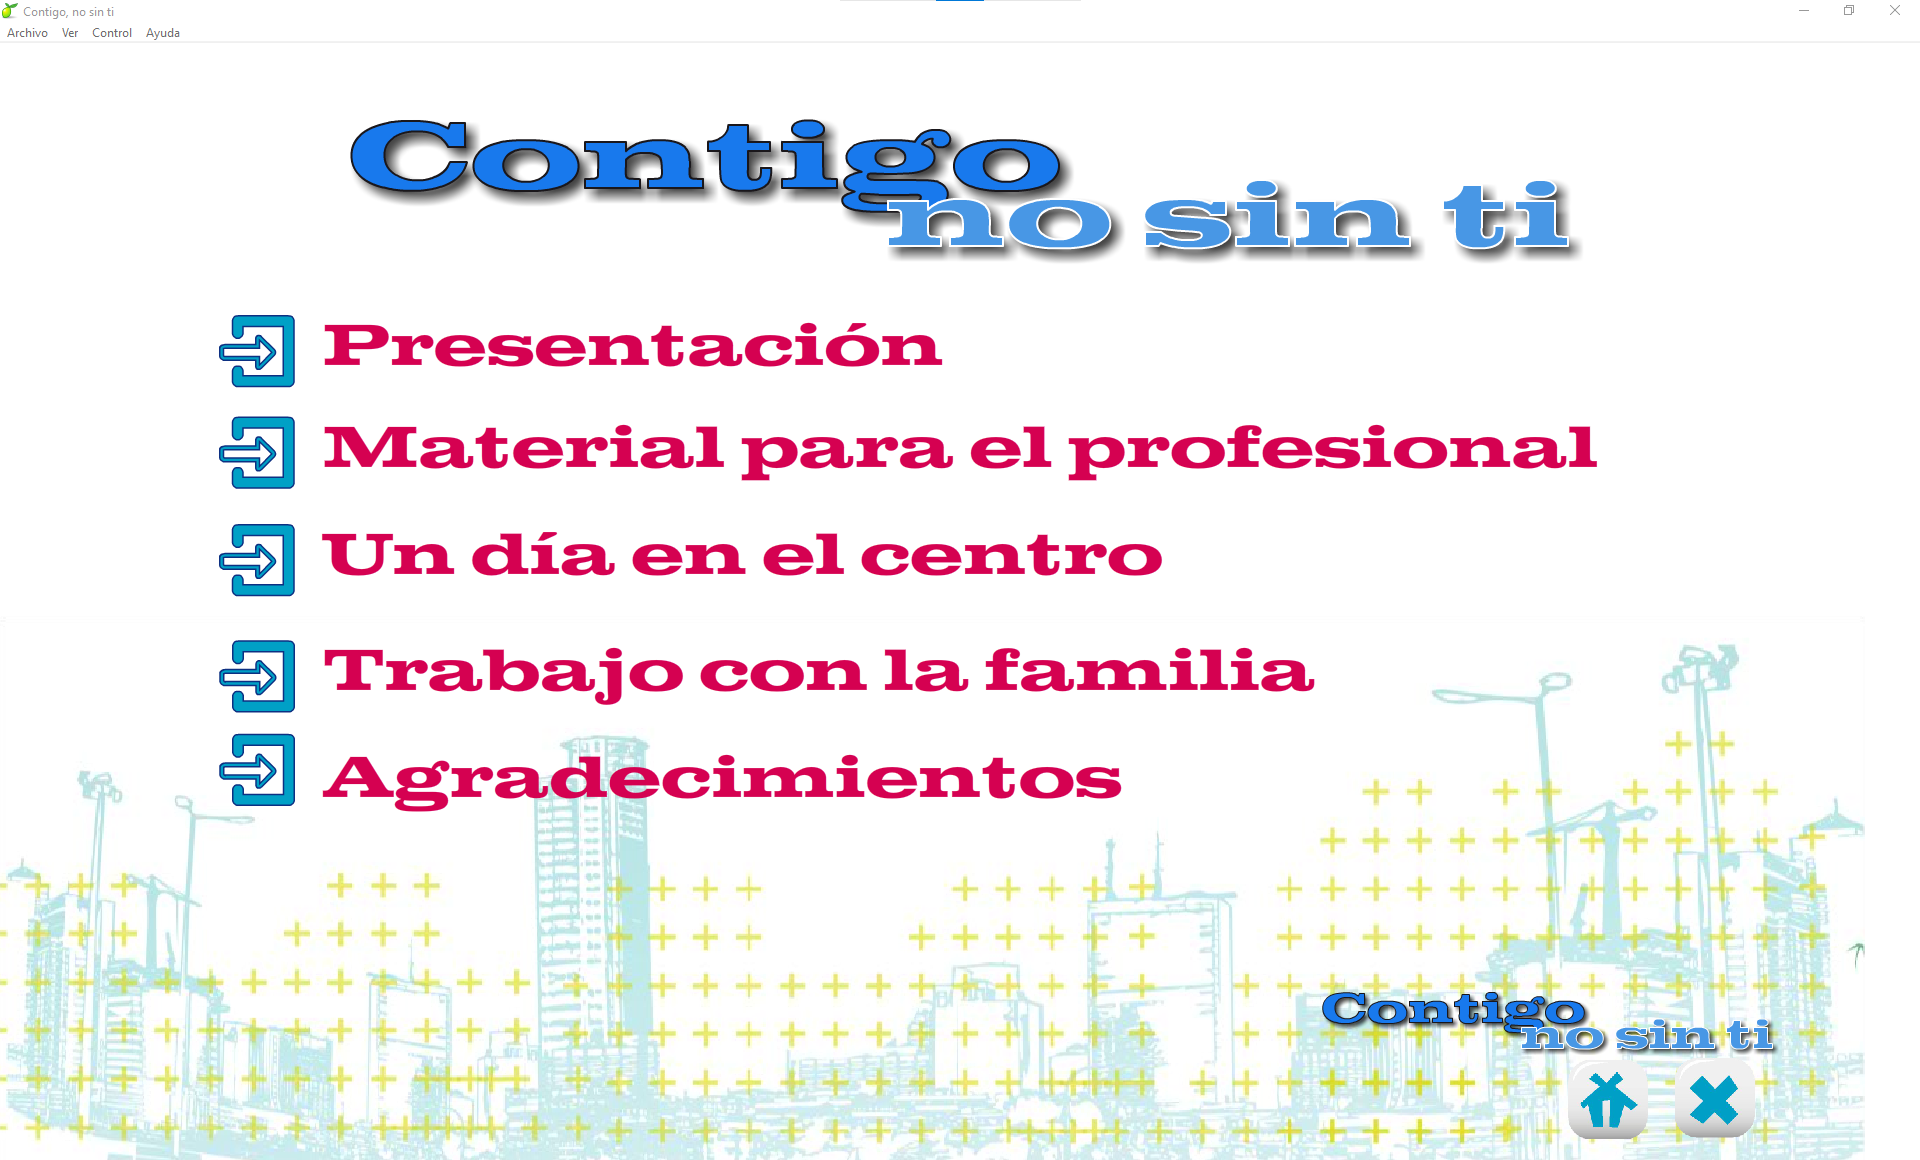 Contigo, no sin ti
Archivo Ver Control Ayuda
Contigo
no sin ti
Presentación
Material para el profesional
Un día en el centro
Trabajo con la familia
Agradecimientos
Contigo
no sin ti